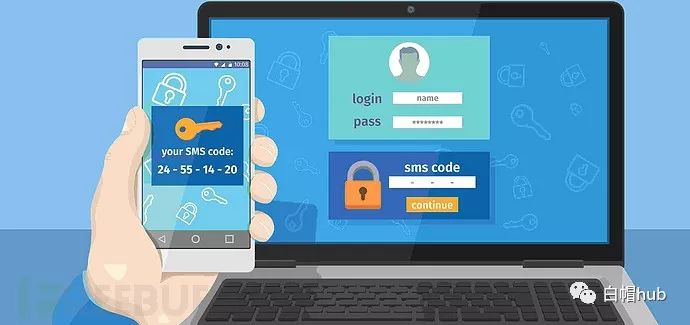 10:08
your SMS code:
24 - 55 - 14 - 20
login name
pass ********
sms code
- - -
continue
白帽hub